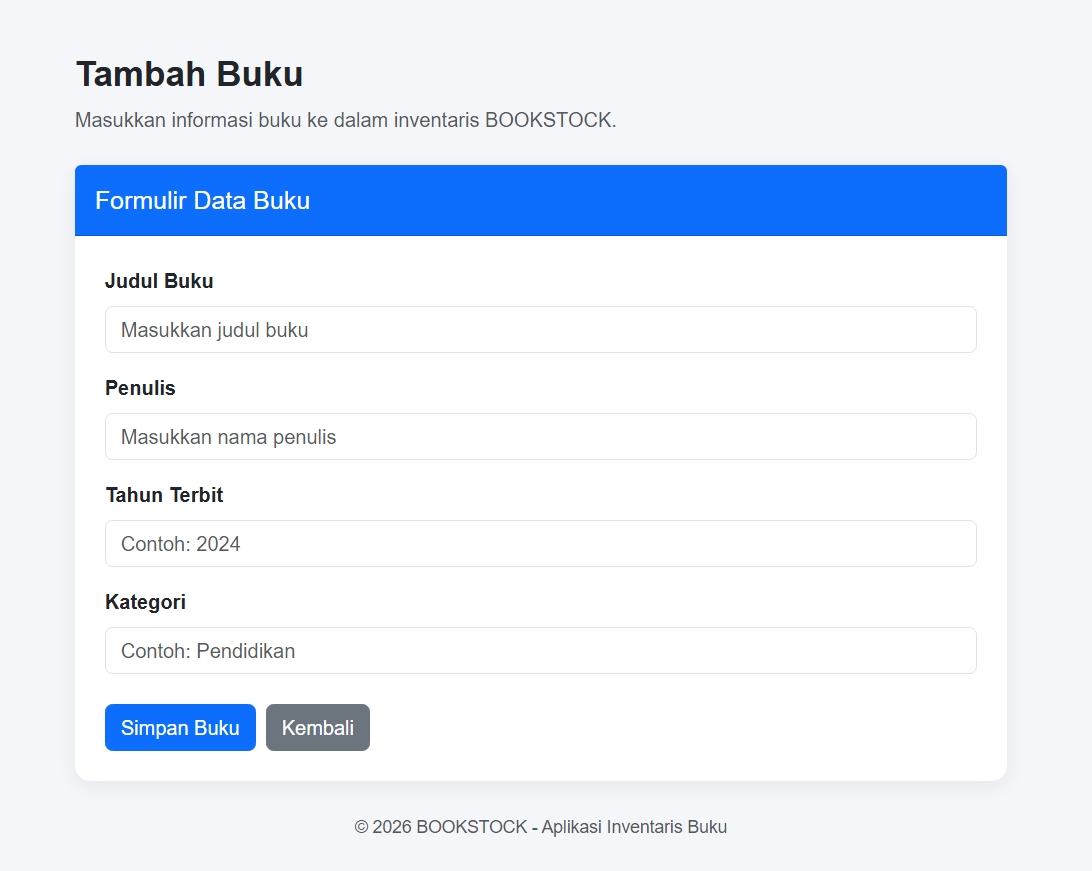 Tambah Buku
Masukkan informasi buku ke dalam inventaris BOOKSTOCK.
Formulir Data Buku
Judul Buku
Masukkan judul buku
Penulis
Masukkan nama penulis
Tahun Terbit
Contoh: 2024
Kategori
Contoh: Pendidikan
Simpan Buku Kembali
© 2026 BOOKSTOCK - Aplikasi Inventaris Buku